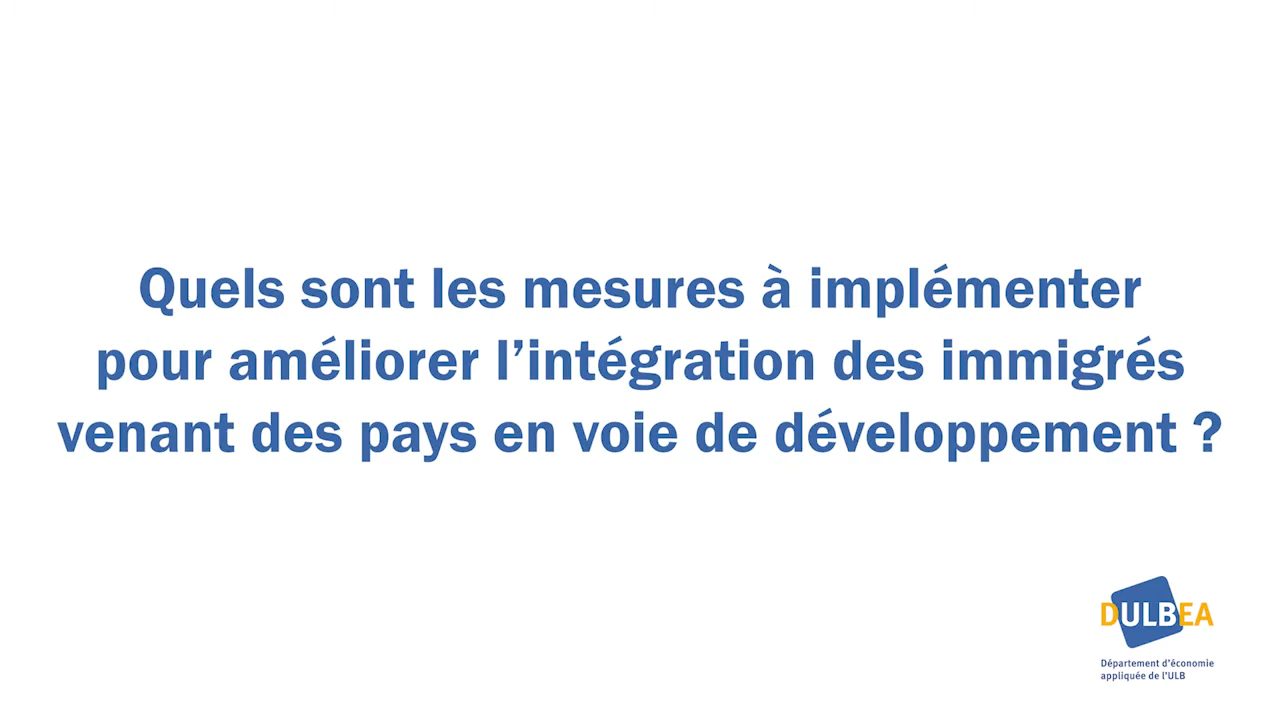 Quels sont les mesures à implémenter
pour améliorer l’intégration des immigrés
venant des pays en voie de développement ?
DULBEA
Département d’économie
appliquée de l’ULB